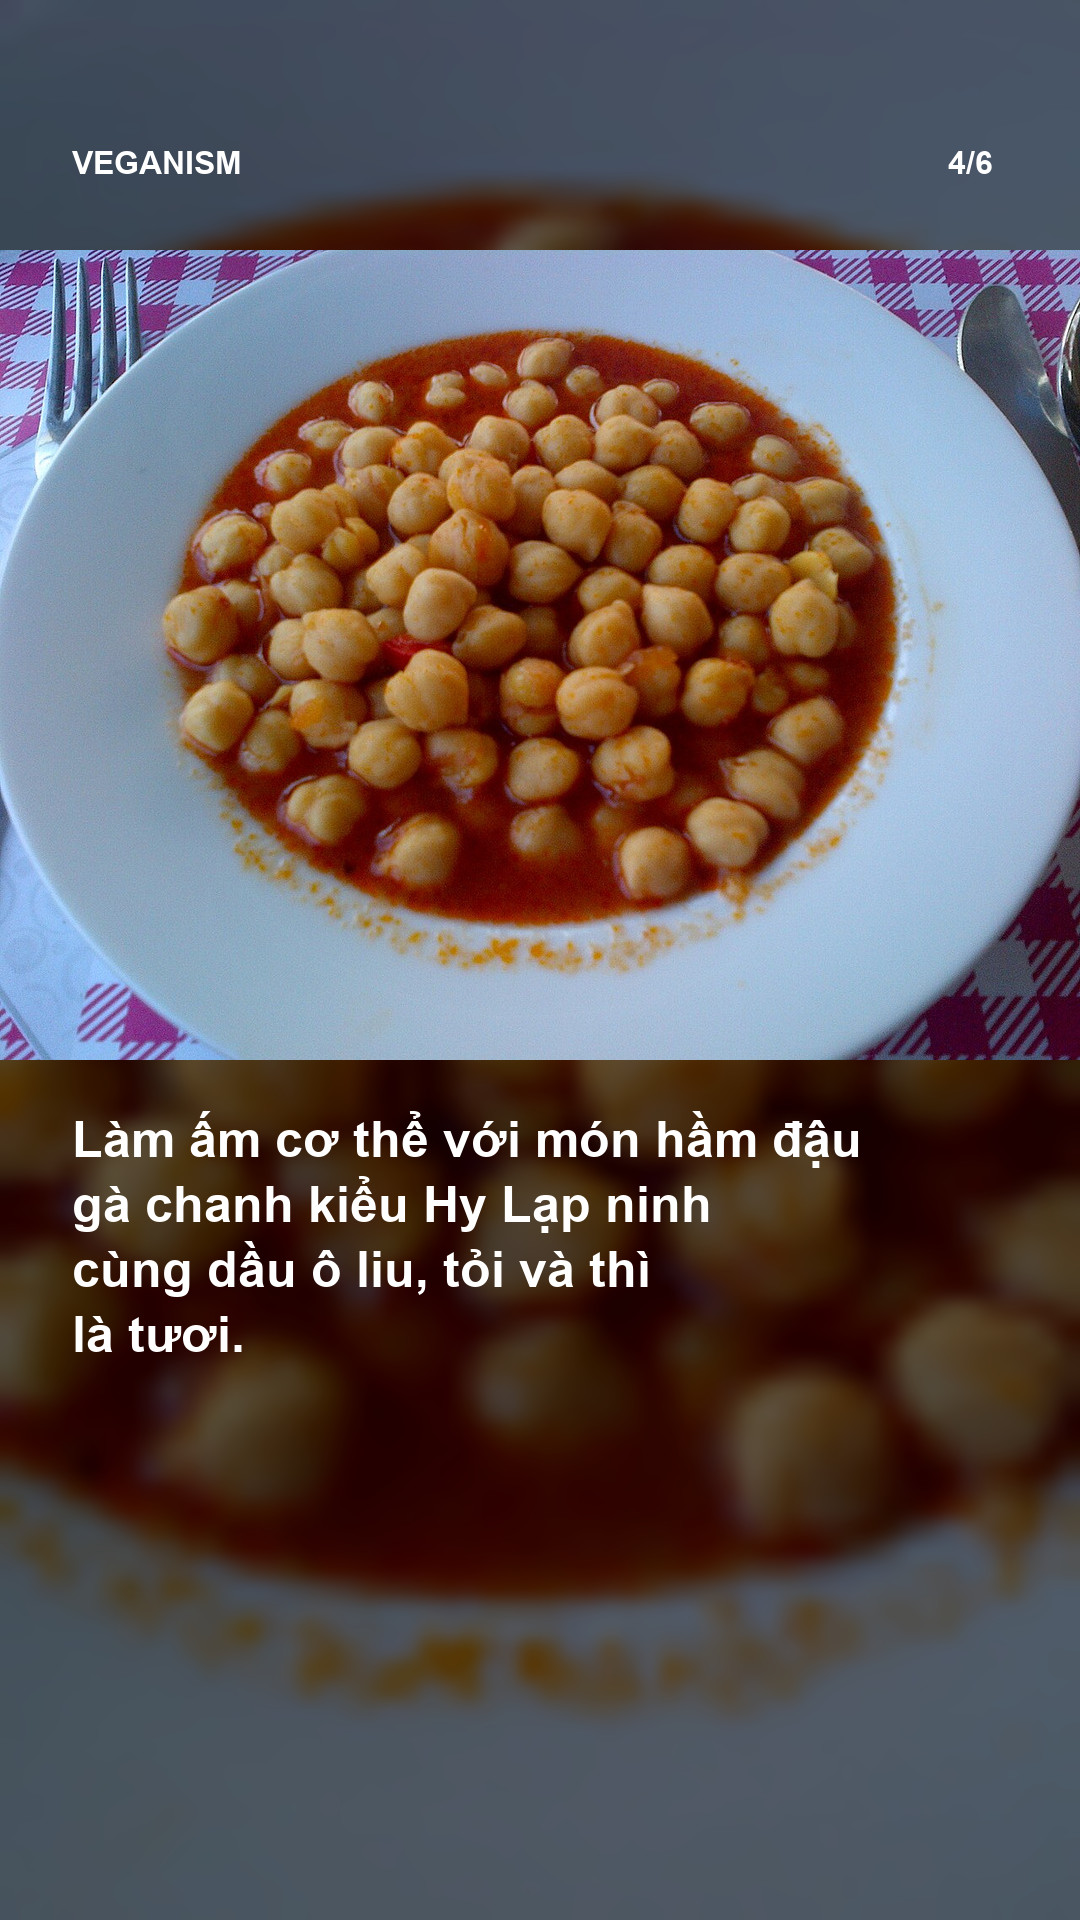 VEGANISM
4/6
Làm ấm cơ thể với món hầm đậu
gà chanh kiểu Hy Lạp ninh
cùng dầu ô liu, tỏi và thì
là tươi.